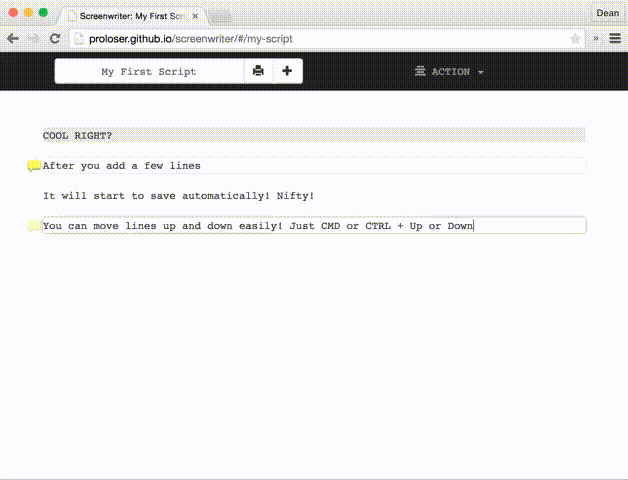 Screenwriter: My First Scr
Dean
proloser.github.io/screenwriter/#/my-script
My First Script
ACTION
COOL RIGHT?
After you add a few lines
It will start to save automatically! Nifty!
You can move lines up and down easily! Just CMD or CTRL + Up or Down